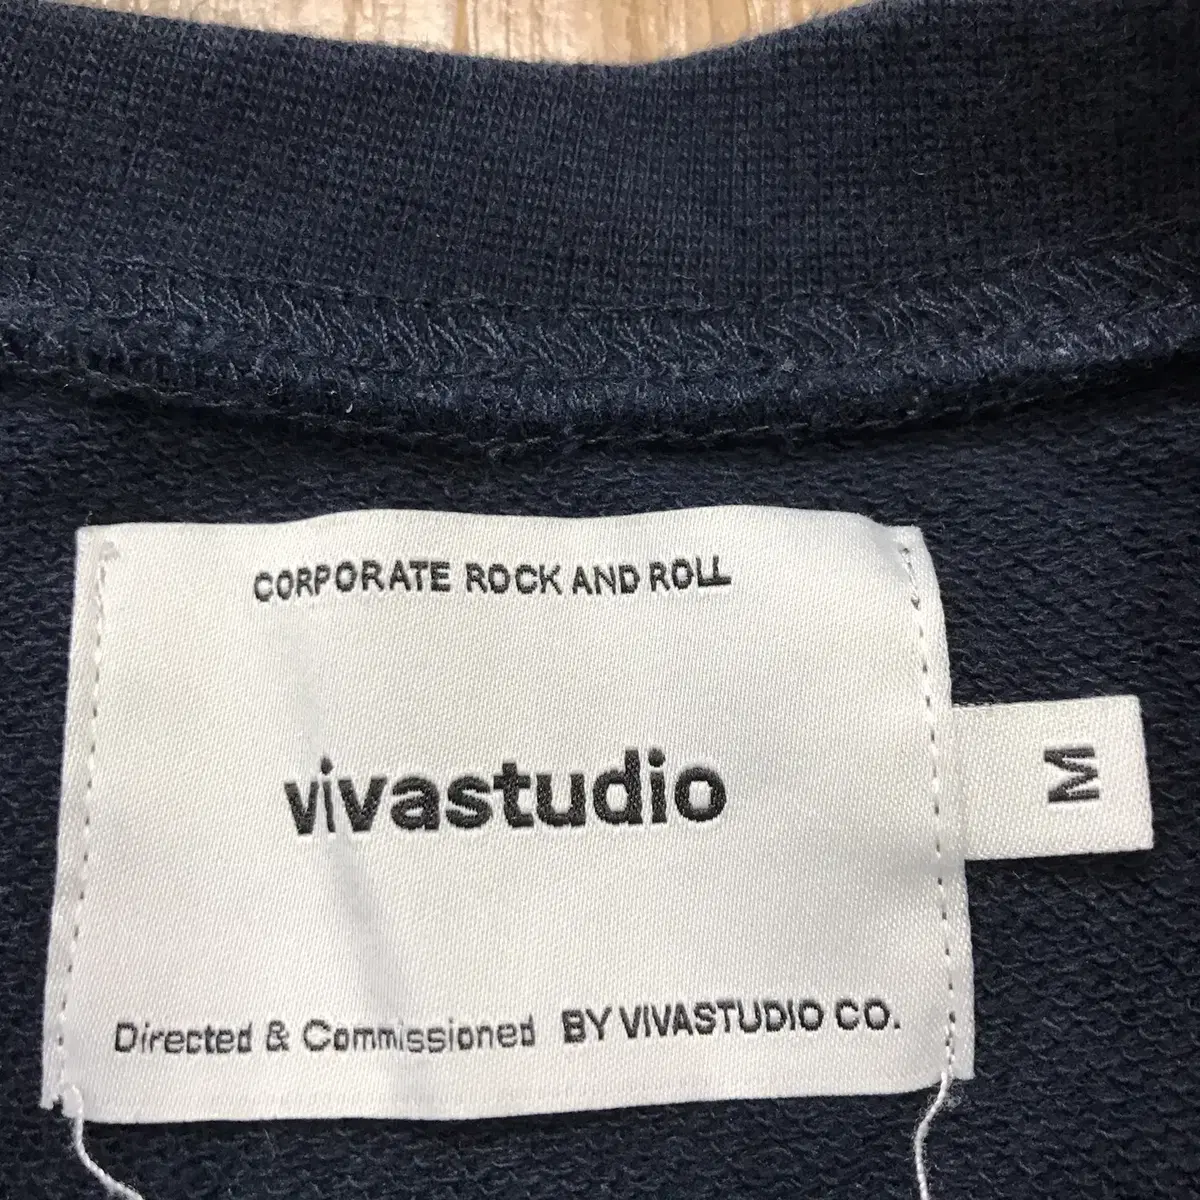 CORPORATE ROCK AND ROLL
vivastudio
M
Directed & Commissioned BY VIVASTUDIO CO.